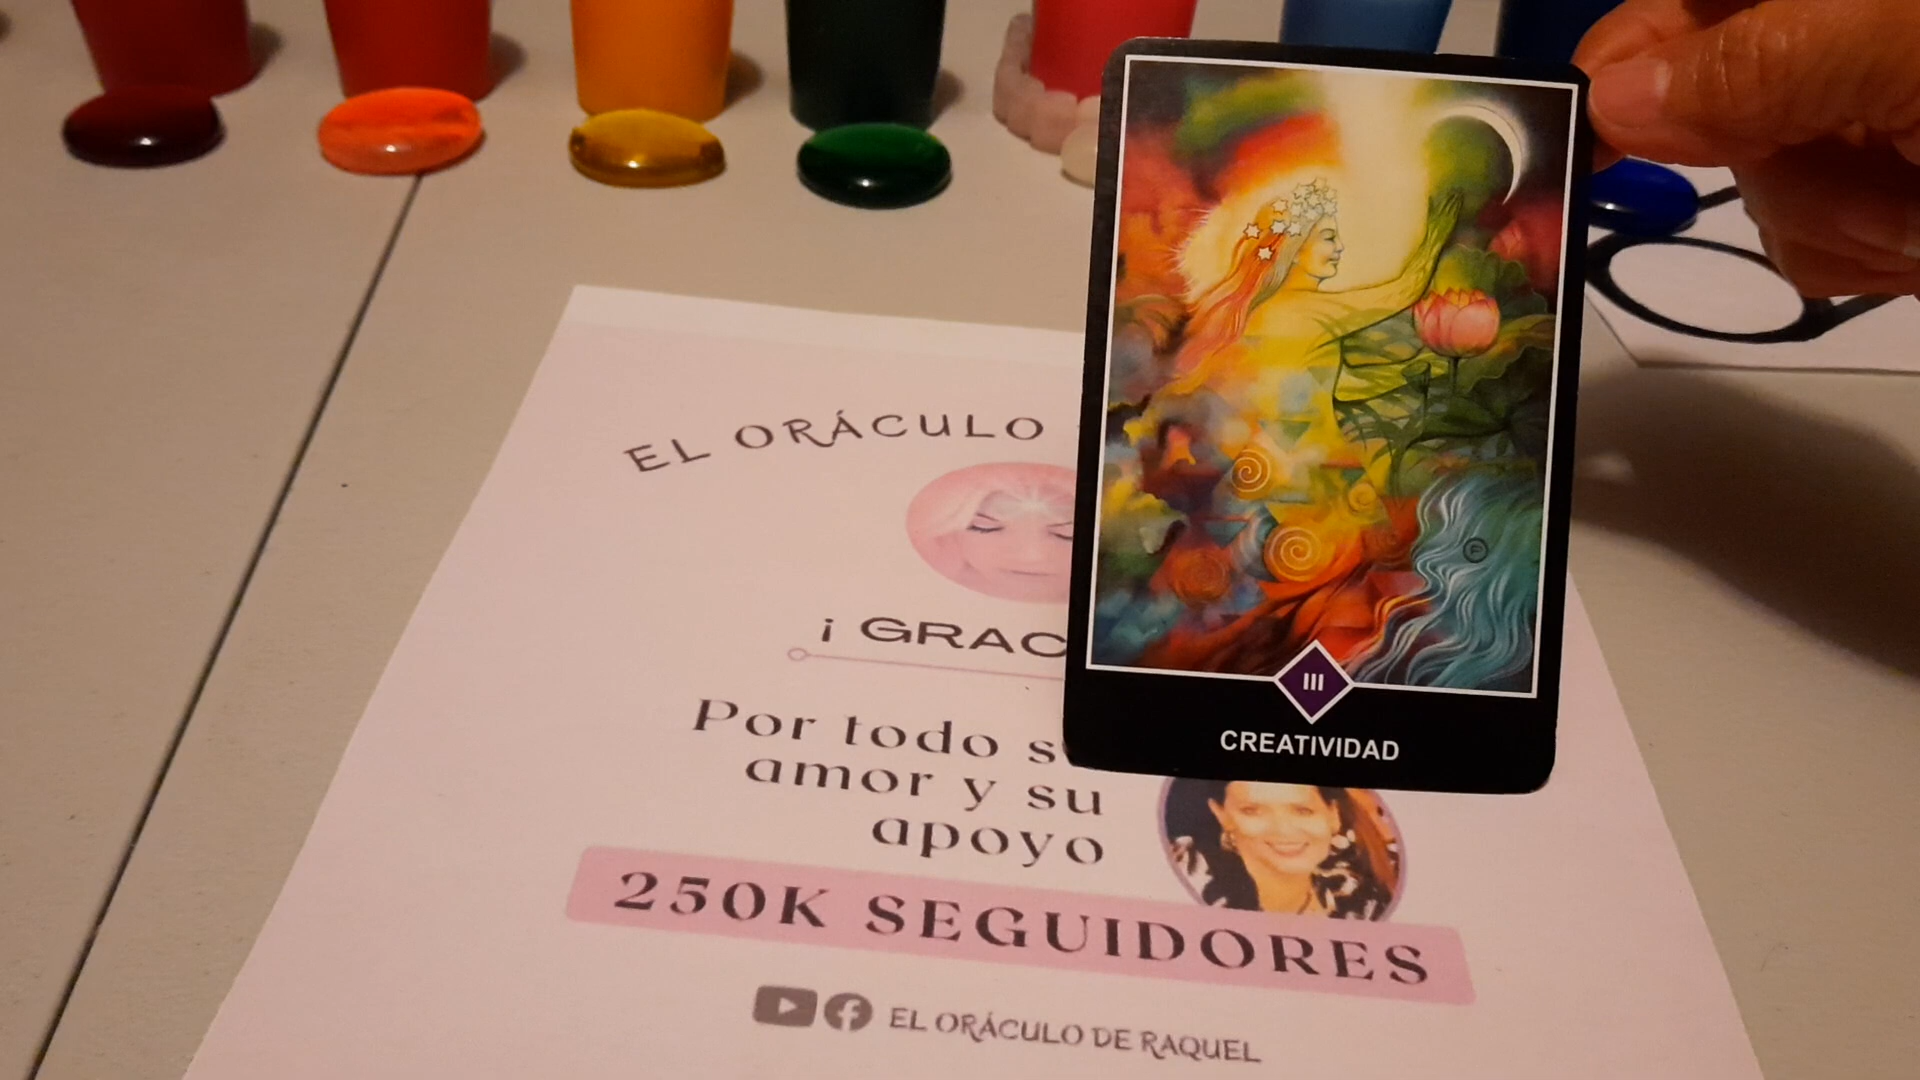 EL ORÁCULO
¡ GRAC
Por todo s
amor y su
apoyo
250K SEGUIDORES
EL ORÁCULO DE RAQUEL
III
CREATIVIDAD